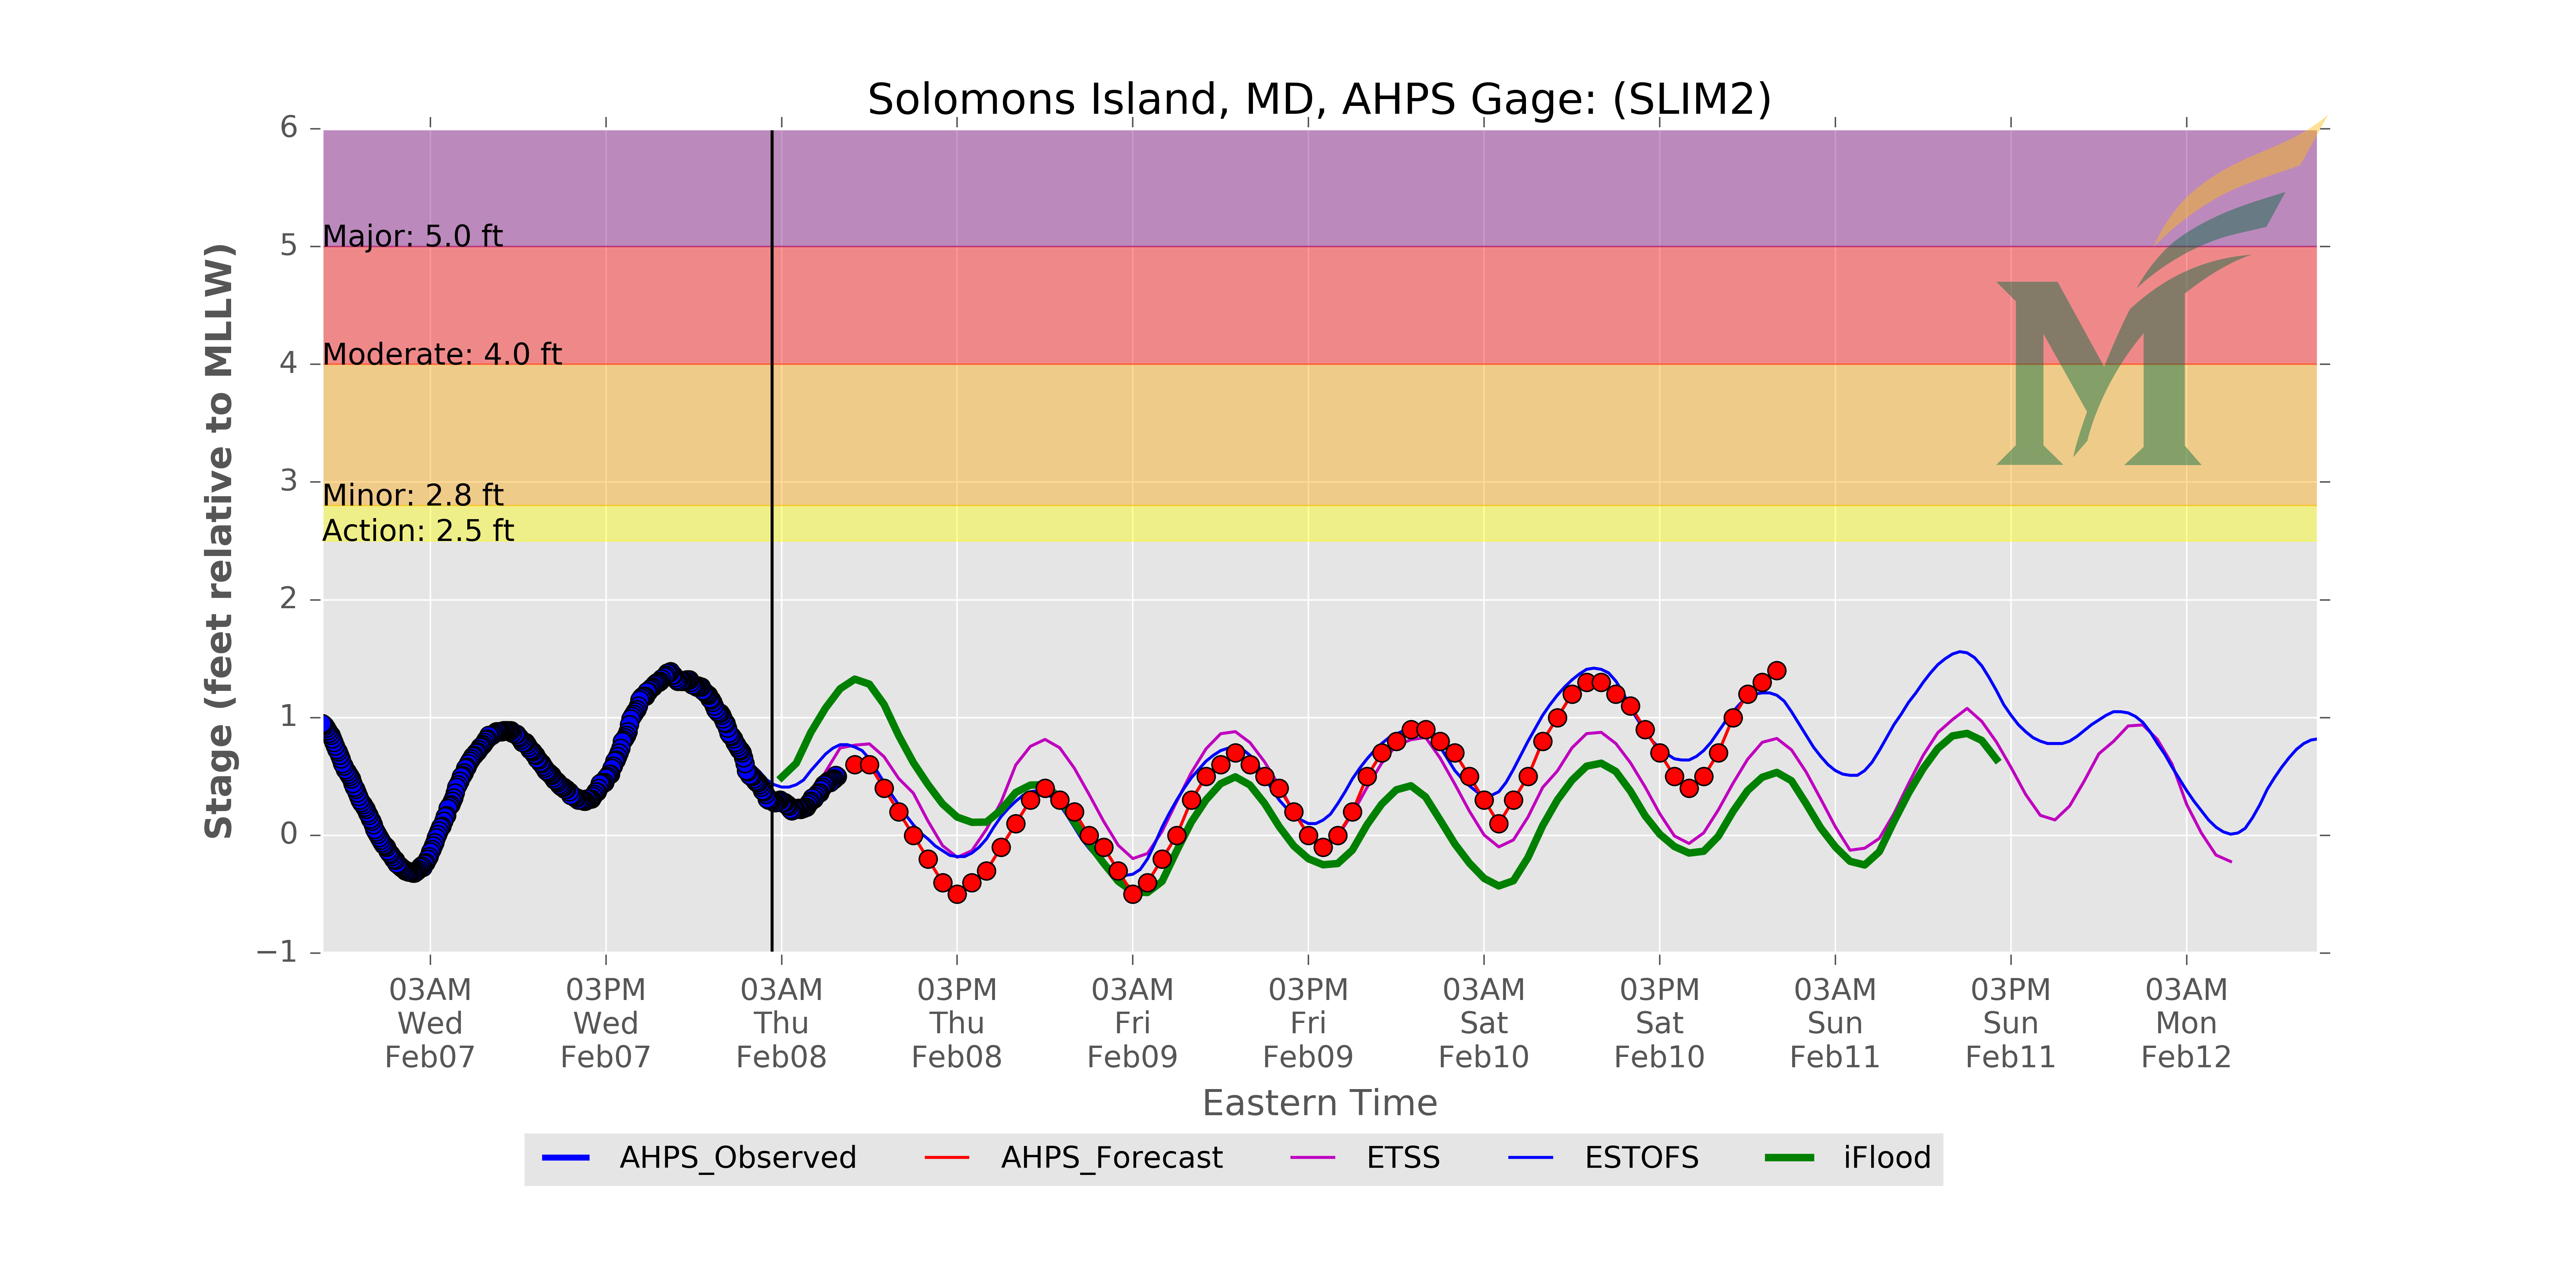 Solomons Island, MD, AHPS Gage: (SLIM2)
Stage (feet relative to MLLW)
6
5
4
3
2
1
0
−1
Major: 5.0 ft
Moderate: 4.0 ft
Minor: 2.8 ft
Action: 2.5 ft
M
03AM 03PM 03AM 03PM 03AM 03PM 03AM 03PM 03AM 03PM 03AM
Wed Wed Thu Thu Fri Fri Sat Sat Sun Sun Mon
Feb07 Feb07 Feb08 Feb08 Feb09 Feb09 Feb10 Feb10 Feb11 Feb11 Feb12
Eastern Time
AHPS_Observed AHPS_Forecast ETSS ESTOFS iFlood